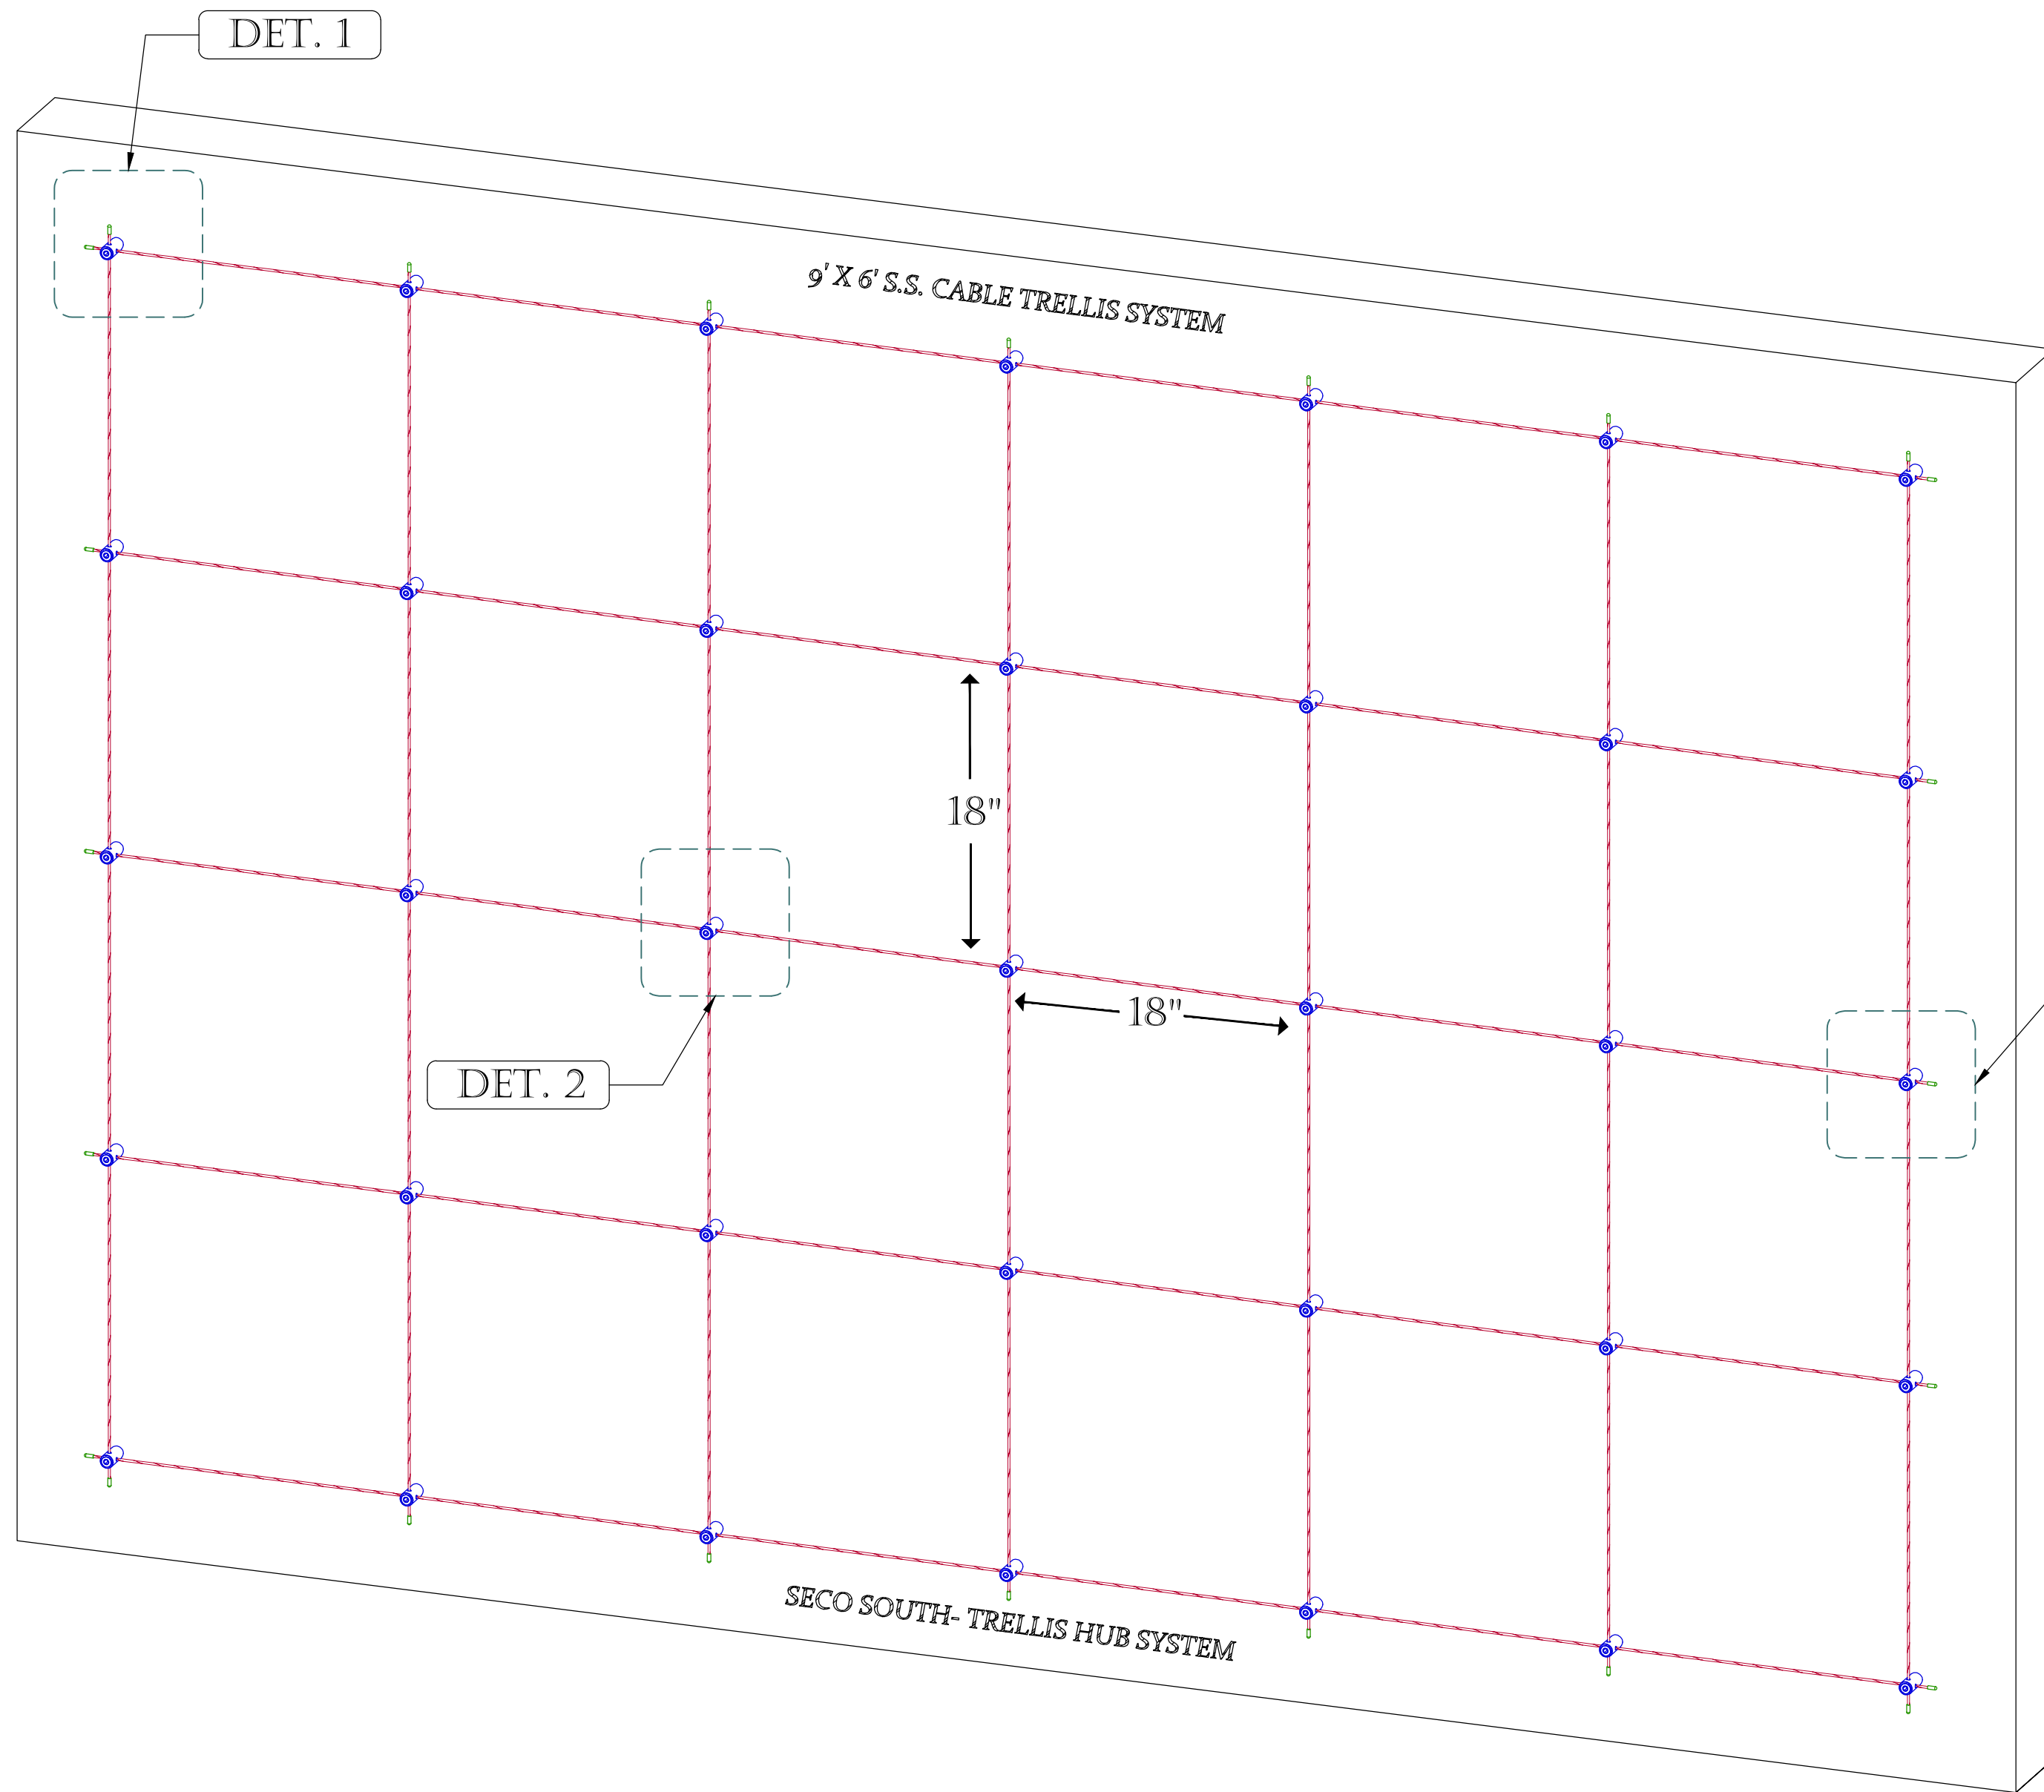 DET. 1
9' X 6' S.S. CABLE TRELLIS SYSTEM
18"
18"
DET. 2
SECO SOUTH- TRELLIS HUB SYSTEM